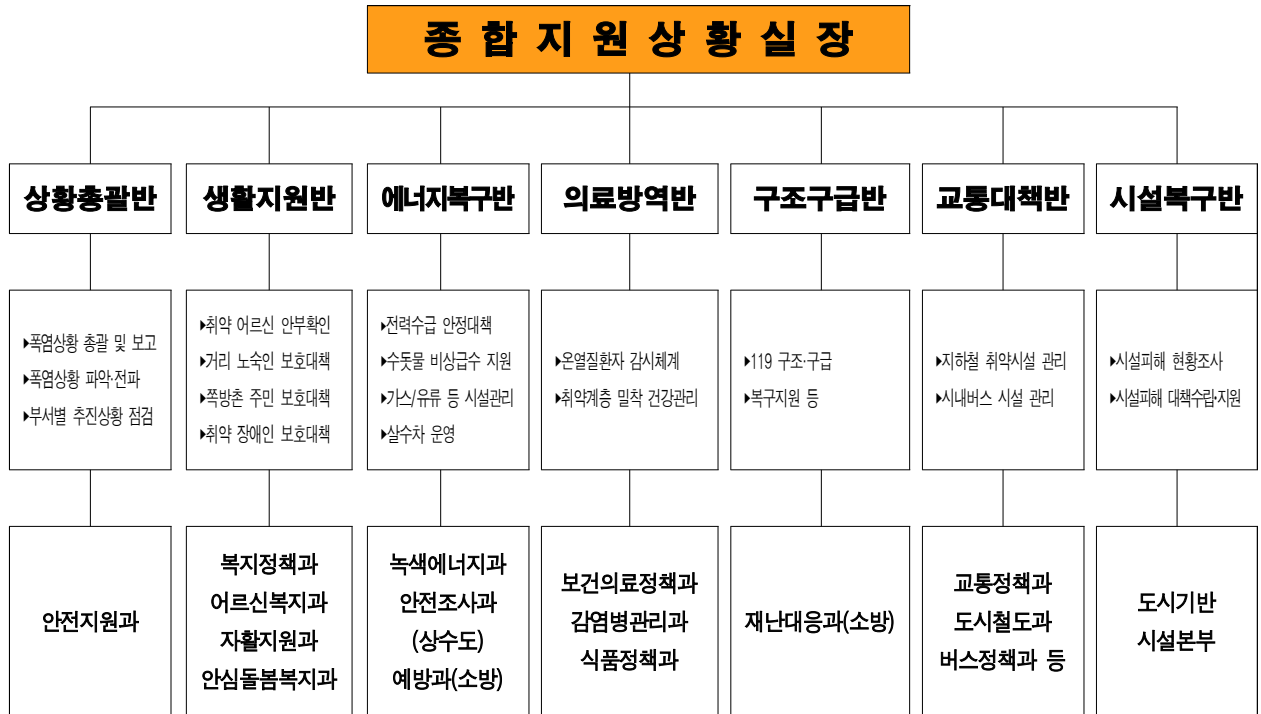 종합지원상황실장
상황총괄반
생활지원반
에너지복구반
의료방역반
구조구급반
교통대책반
시설복구반
▸폭염상황 총괄 및 보고
▸폭염상황 파악·전파
▸부서별 추진상황 점검
▸취약 어르신 안부확인
▸거리 노숙인 보호대책
▸쪽방촌 주민 보호대책
▸취약 장애인 보호대책
▸전력수급 안정대책
▸수돗물 비상급수 지원
▸가스/유류 등 시설관리
▸살수차 운영
▸온열질환자 감시체계
▸취약계층 밀착 건강관리
▸119 구조·구급
▸복구지원 등
▸지하철 취약시설 관리
▸시내버스 시설 관리
▸시설피해 현황조사
▸시설피해 대책수립·지원
안전지원과
복지정책과
어르신복지과
자활지원과
안심돌봄복지과
녹색에너지과
안전조사과
(상수도)
예방과(소방)
보건의료정책과
감염병관리과
식품정책과
재난대응과(소방)
교통정책과
도시철도과
버스정책과 등
도시기반
시설본부